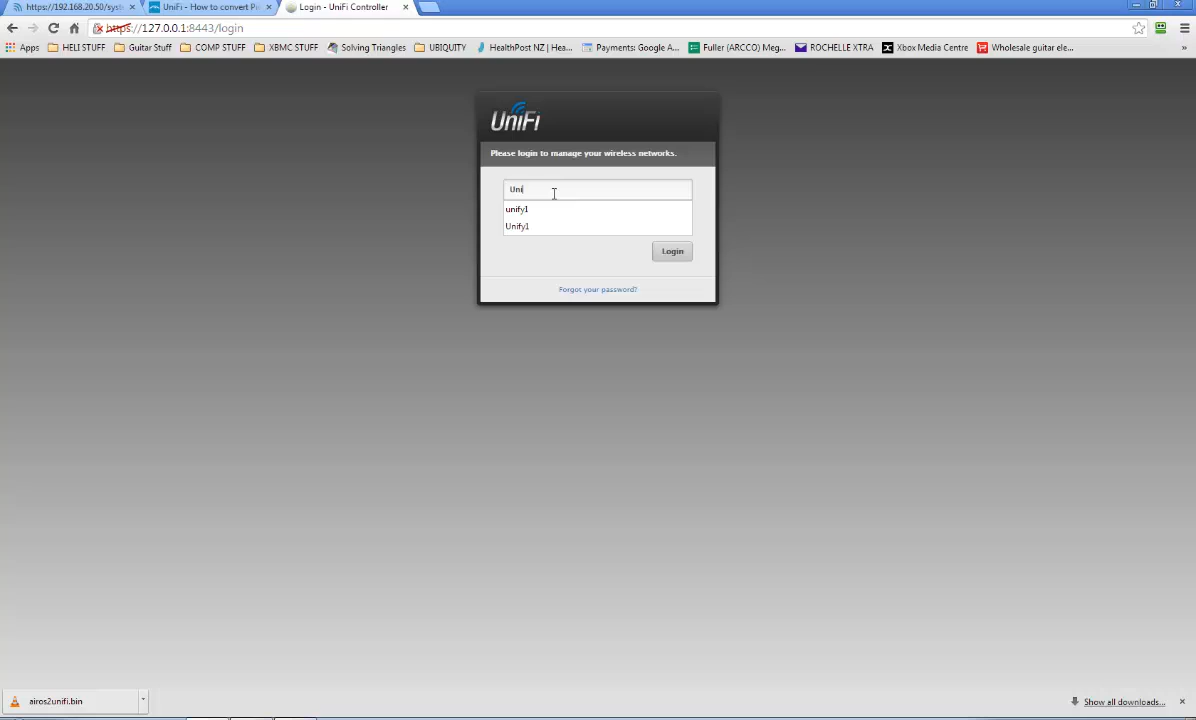 https://192.168.20.50/syst
UniFi - How to convert Pi
Login - UniFi Controller
https://127.0.0.1:8443/login
Apps
HELI STUFF
Guitar Stuff
COMP STUFF
XBMC STUFF
Solving Triangles
UBIQUITY
HealthPost NZ | Hea...
Payments: Google A...
Fuller (ARCCO) Meg...
ROCHELLE XTRA
Xbox Media Centre
Wholesale guitar ele...
UniFi
Please login to manage your wireless networks.
Uni
unify1
Unify1
Login
Forgot your password?
airos2unifi.bin
Show all downloads...